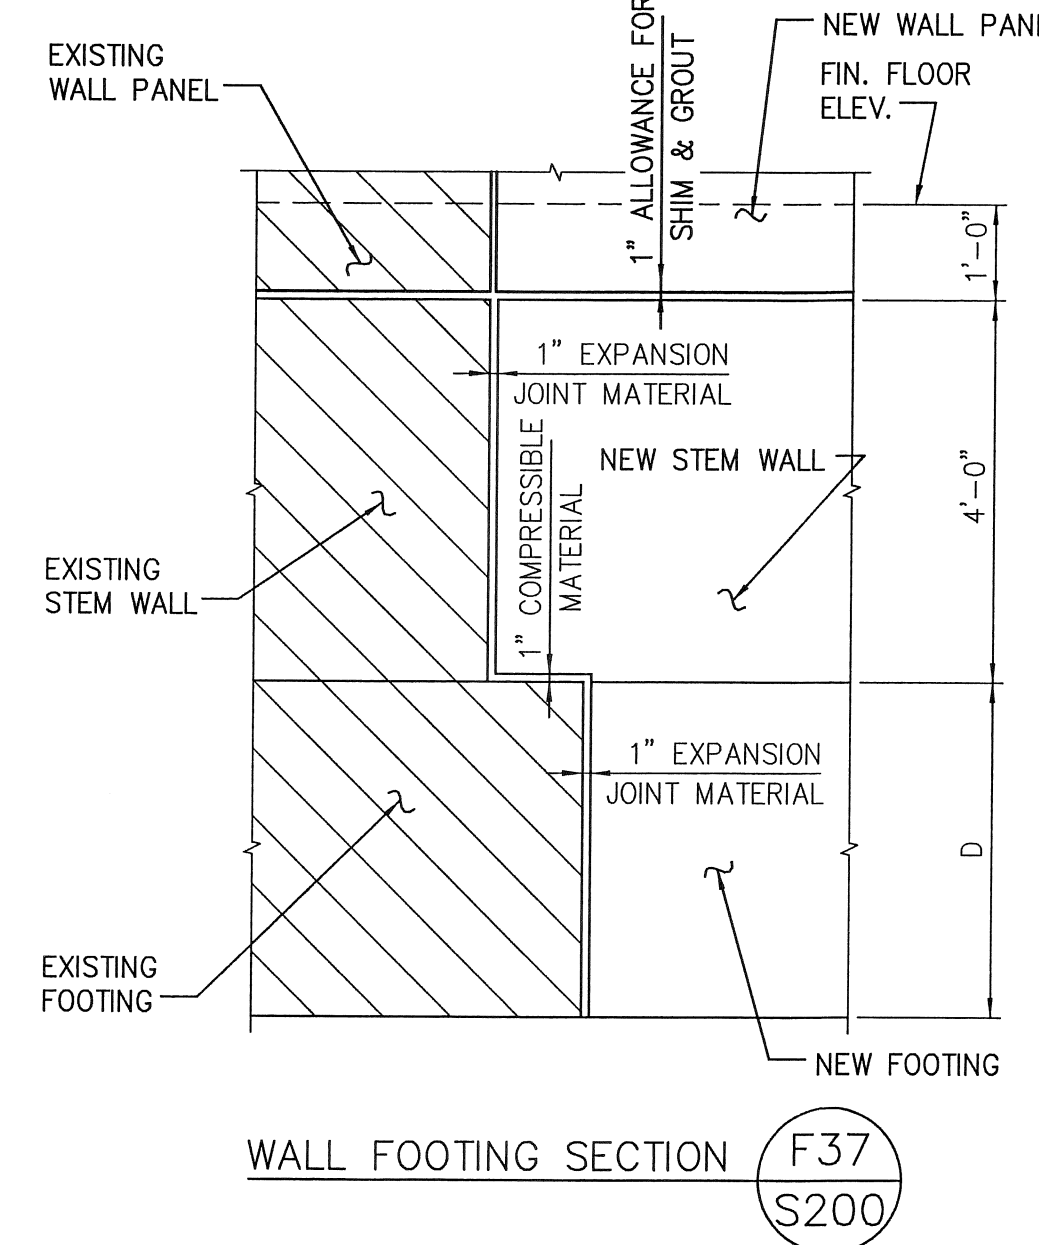 EXISTING
WALL PANEL
1" ALLOWANCE FOR
SHIM & GROUT
NEW WALL PAN
FIN. FLOOR
ELEV.
1'-0"
1" EXPANSION
JOINT MATERIAL
1" COMPRESSIBLE
MATERIAL
NEW STEM WALL
4'-0"
EXISTING
STEM WALL
1" EXPANSION
JOINT MATERIAL
D
EXISTING
FOOTING
NEW FOOTING
WALL FOOTING SECTION
F37
S200